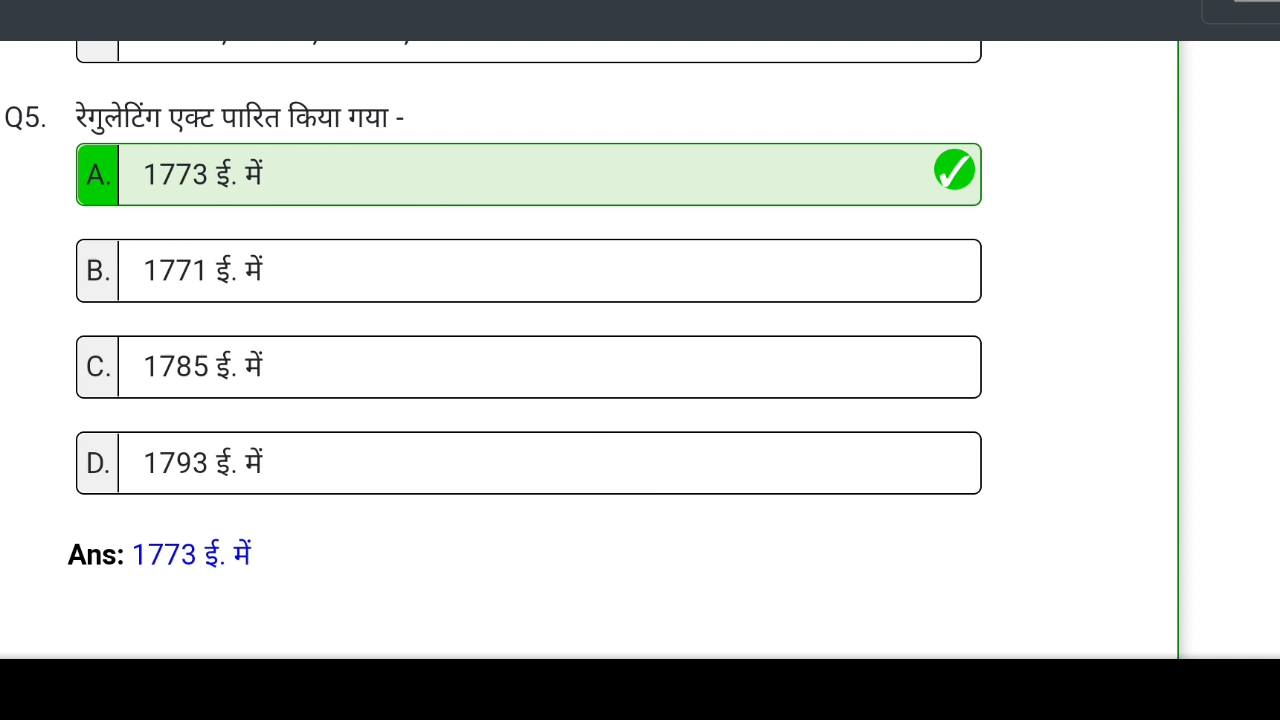 Q5. रेगुलेटिंग एक्ट पारित किया गया -
A. 1773 ई. में
B. 1771 ई. में
C. 1785 ई. में
D. 1793 ई. में
Ans: 1773 ई. में